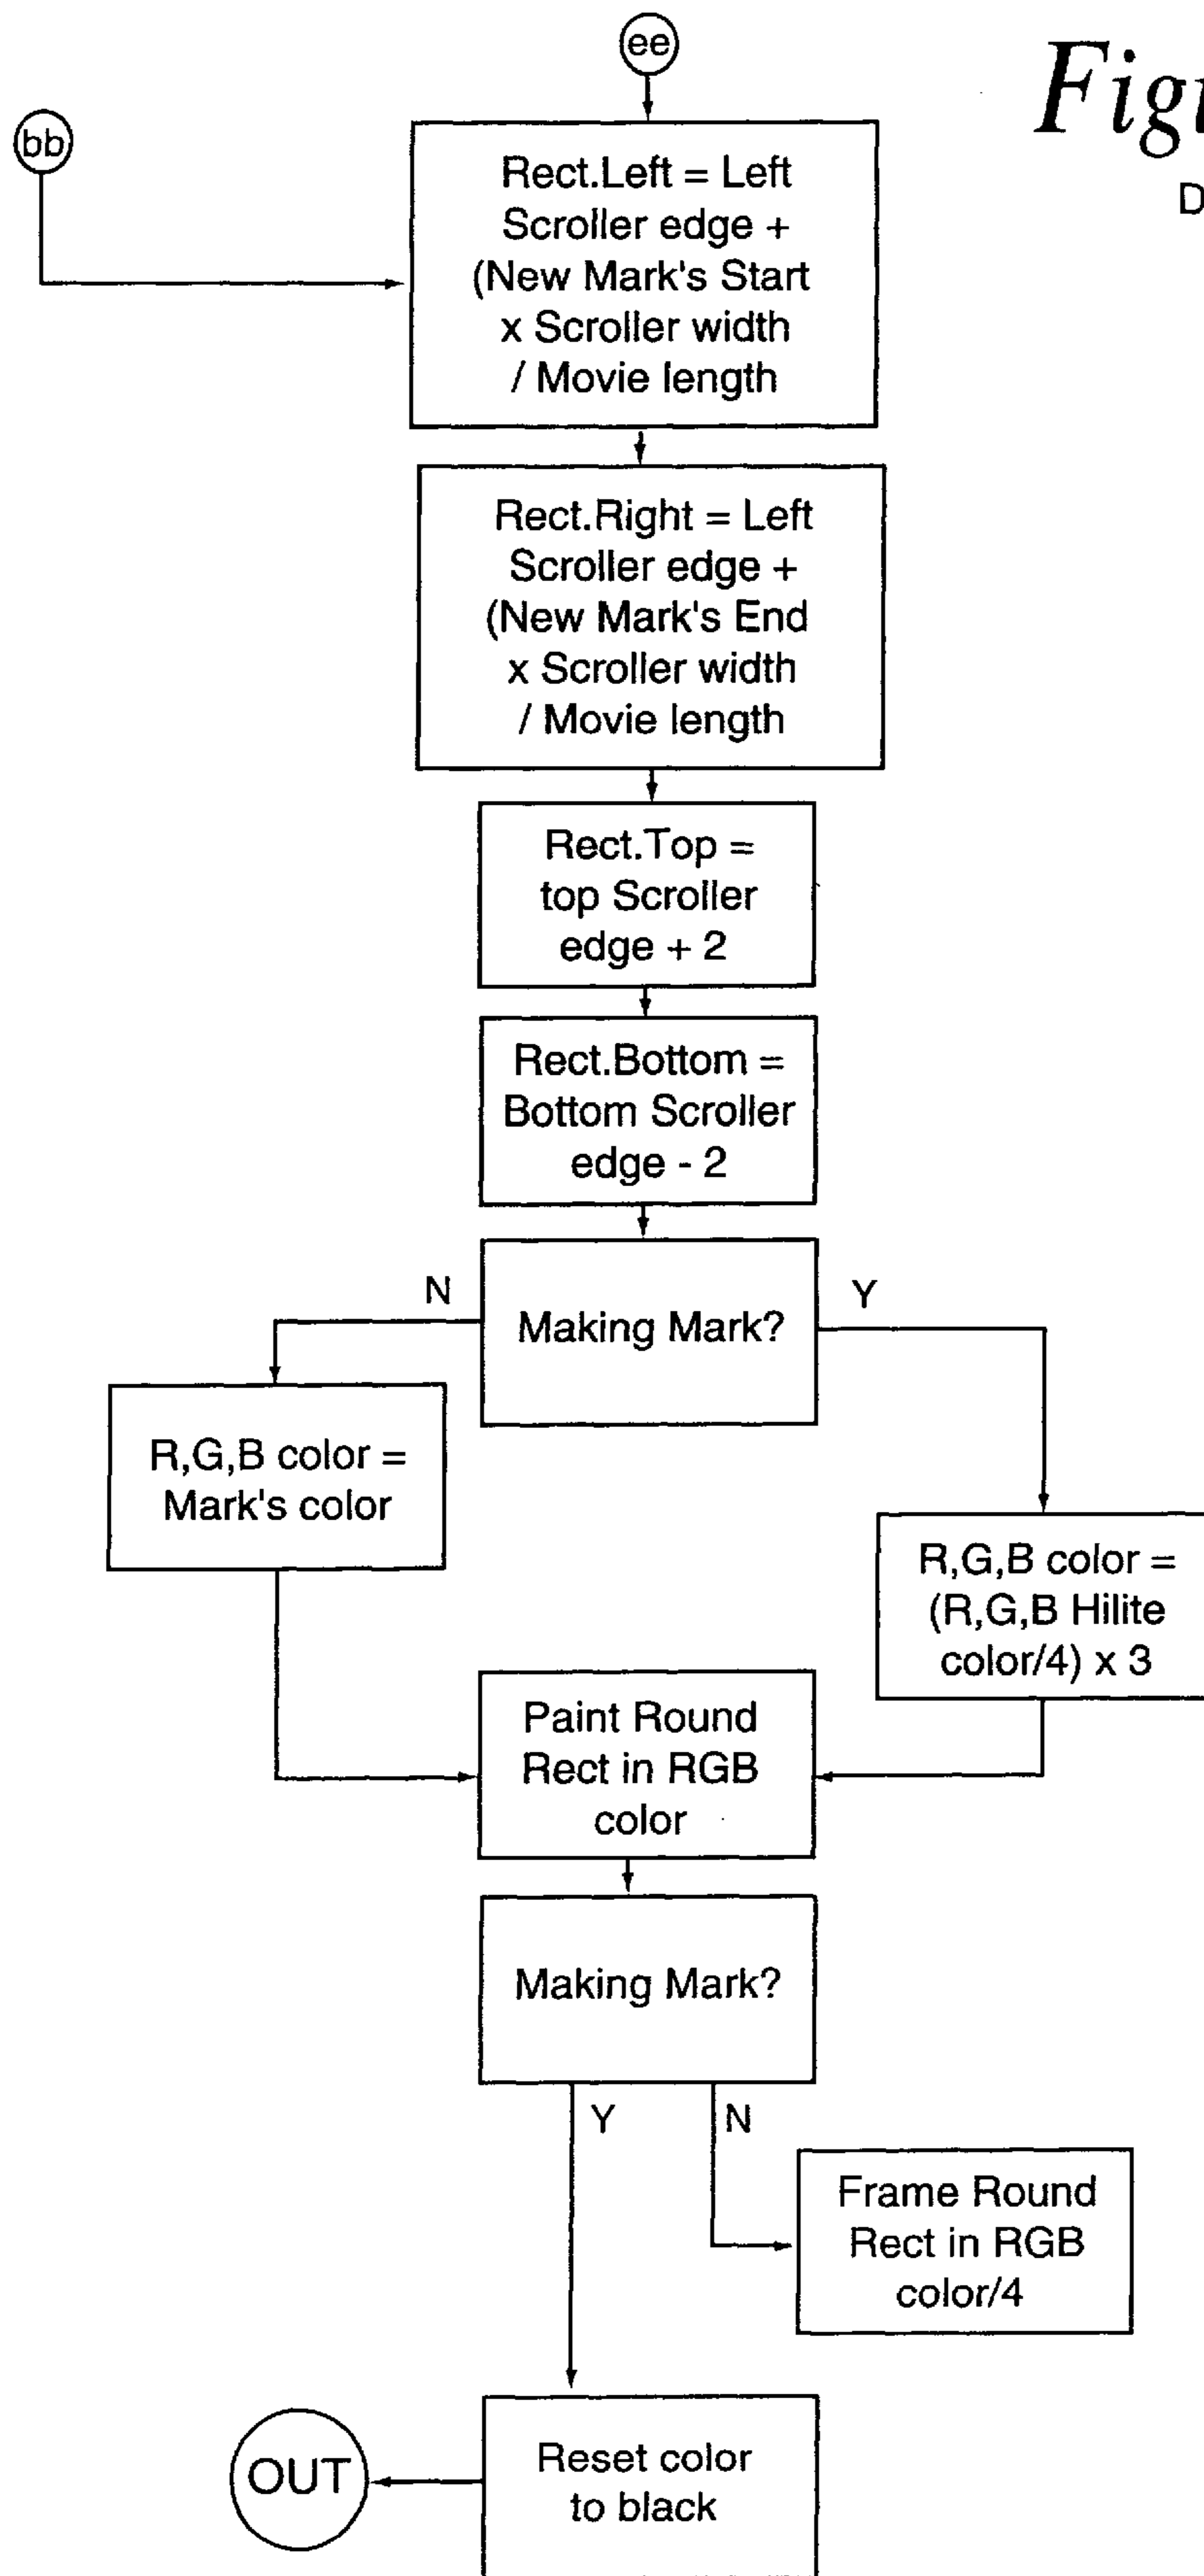 ee
Figu
D
bb
Rect.Left = Left
Scroller edge +
(New Mark's Start
x Scroller width
/ Movie length
Rect.Right = Left
Scroller edge +
(New Mark's End
x Scroller width
/ Movie length
Rect.Top =
top Scroller
edge + 2
Rect.Bottom =
Bottom Scroller
edge - 2
N
Y
Making Mark?
R,G,B color =
Mark's color
R,G,B color =
(R,G,B Hilite
color/4) x 3
Paint Round
Rect in RGB
color
Making Mark?
Y
N
Frame Round
Rect in RGB
color/4
Reset color
to black
OUT